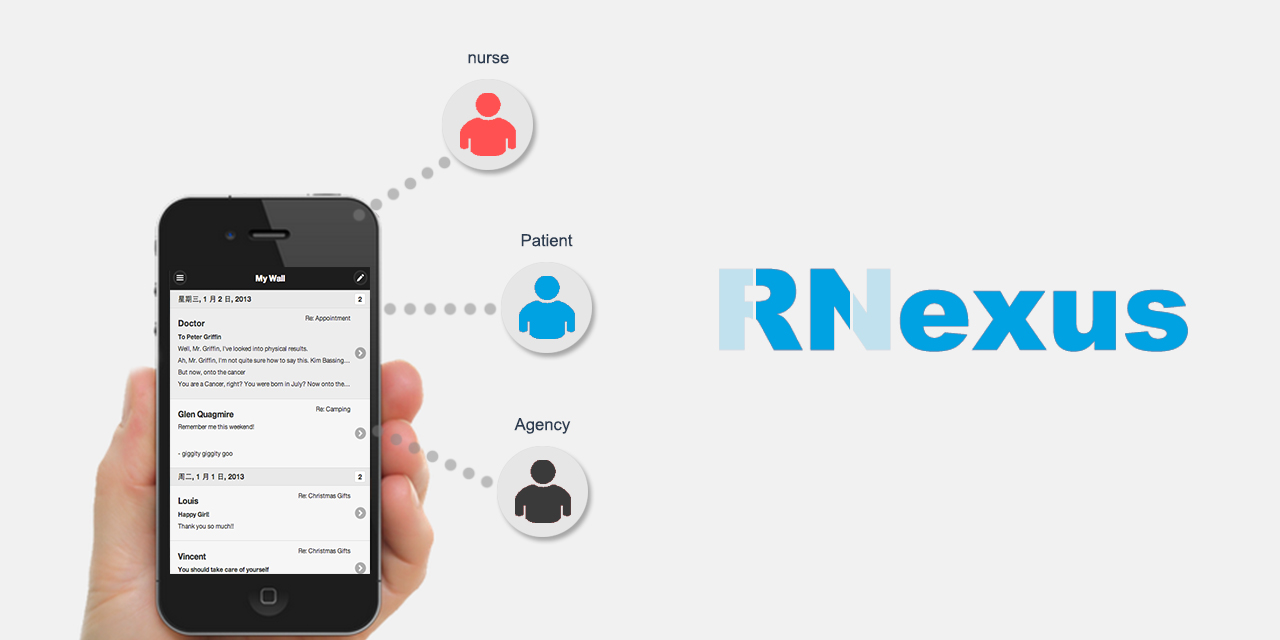 nurse
Patient
Agency
RNexus
My Wall
星期三, 1 月 2 日, 2013 2
Re: Appointment
Doctor
To Peter Griffin
Well, Mr. Griffin, I've looked into physical results.
Ah, Mr. Griffin, I'm not quite sure how to say this. Kim Bassing...
But now, onto the cancer
You are a Cancer, right? You were born in July? Now onto the...
Re: Camping
Glen Quagmire
Remember me this weekend!
- giggity giggity goo
周二, 1 月 1 日, 2013 2
Re: Christmas Gifts
Louis
Happy Girl!
Thank you so much!!
Re: Christmas Gifts
Vincent
You should take care of yourself